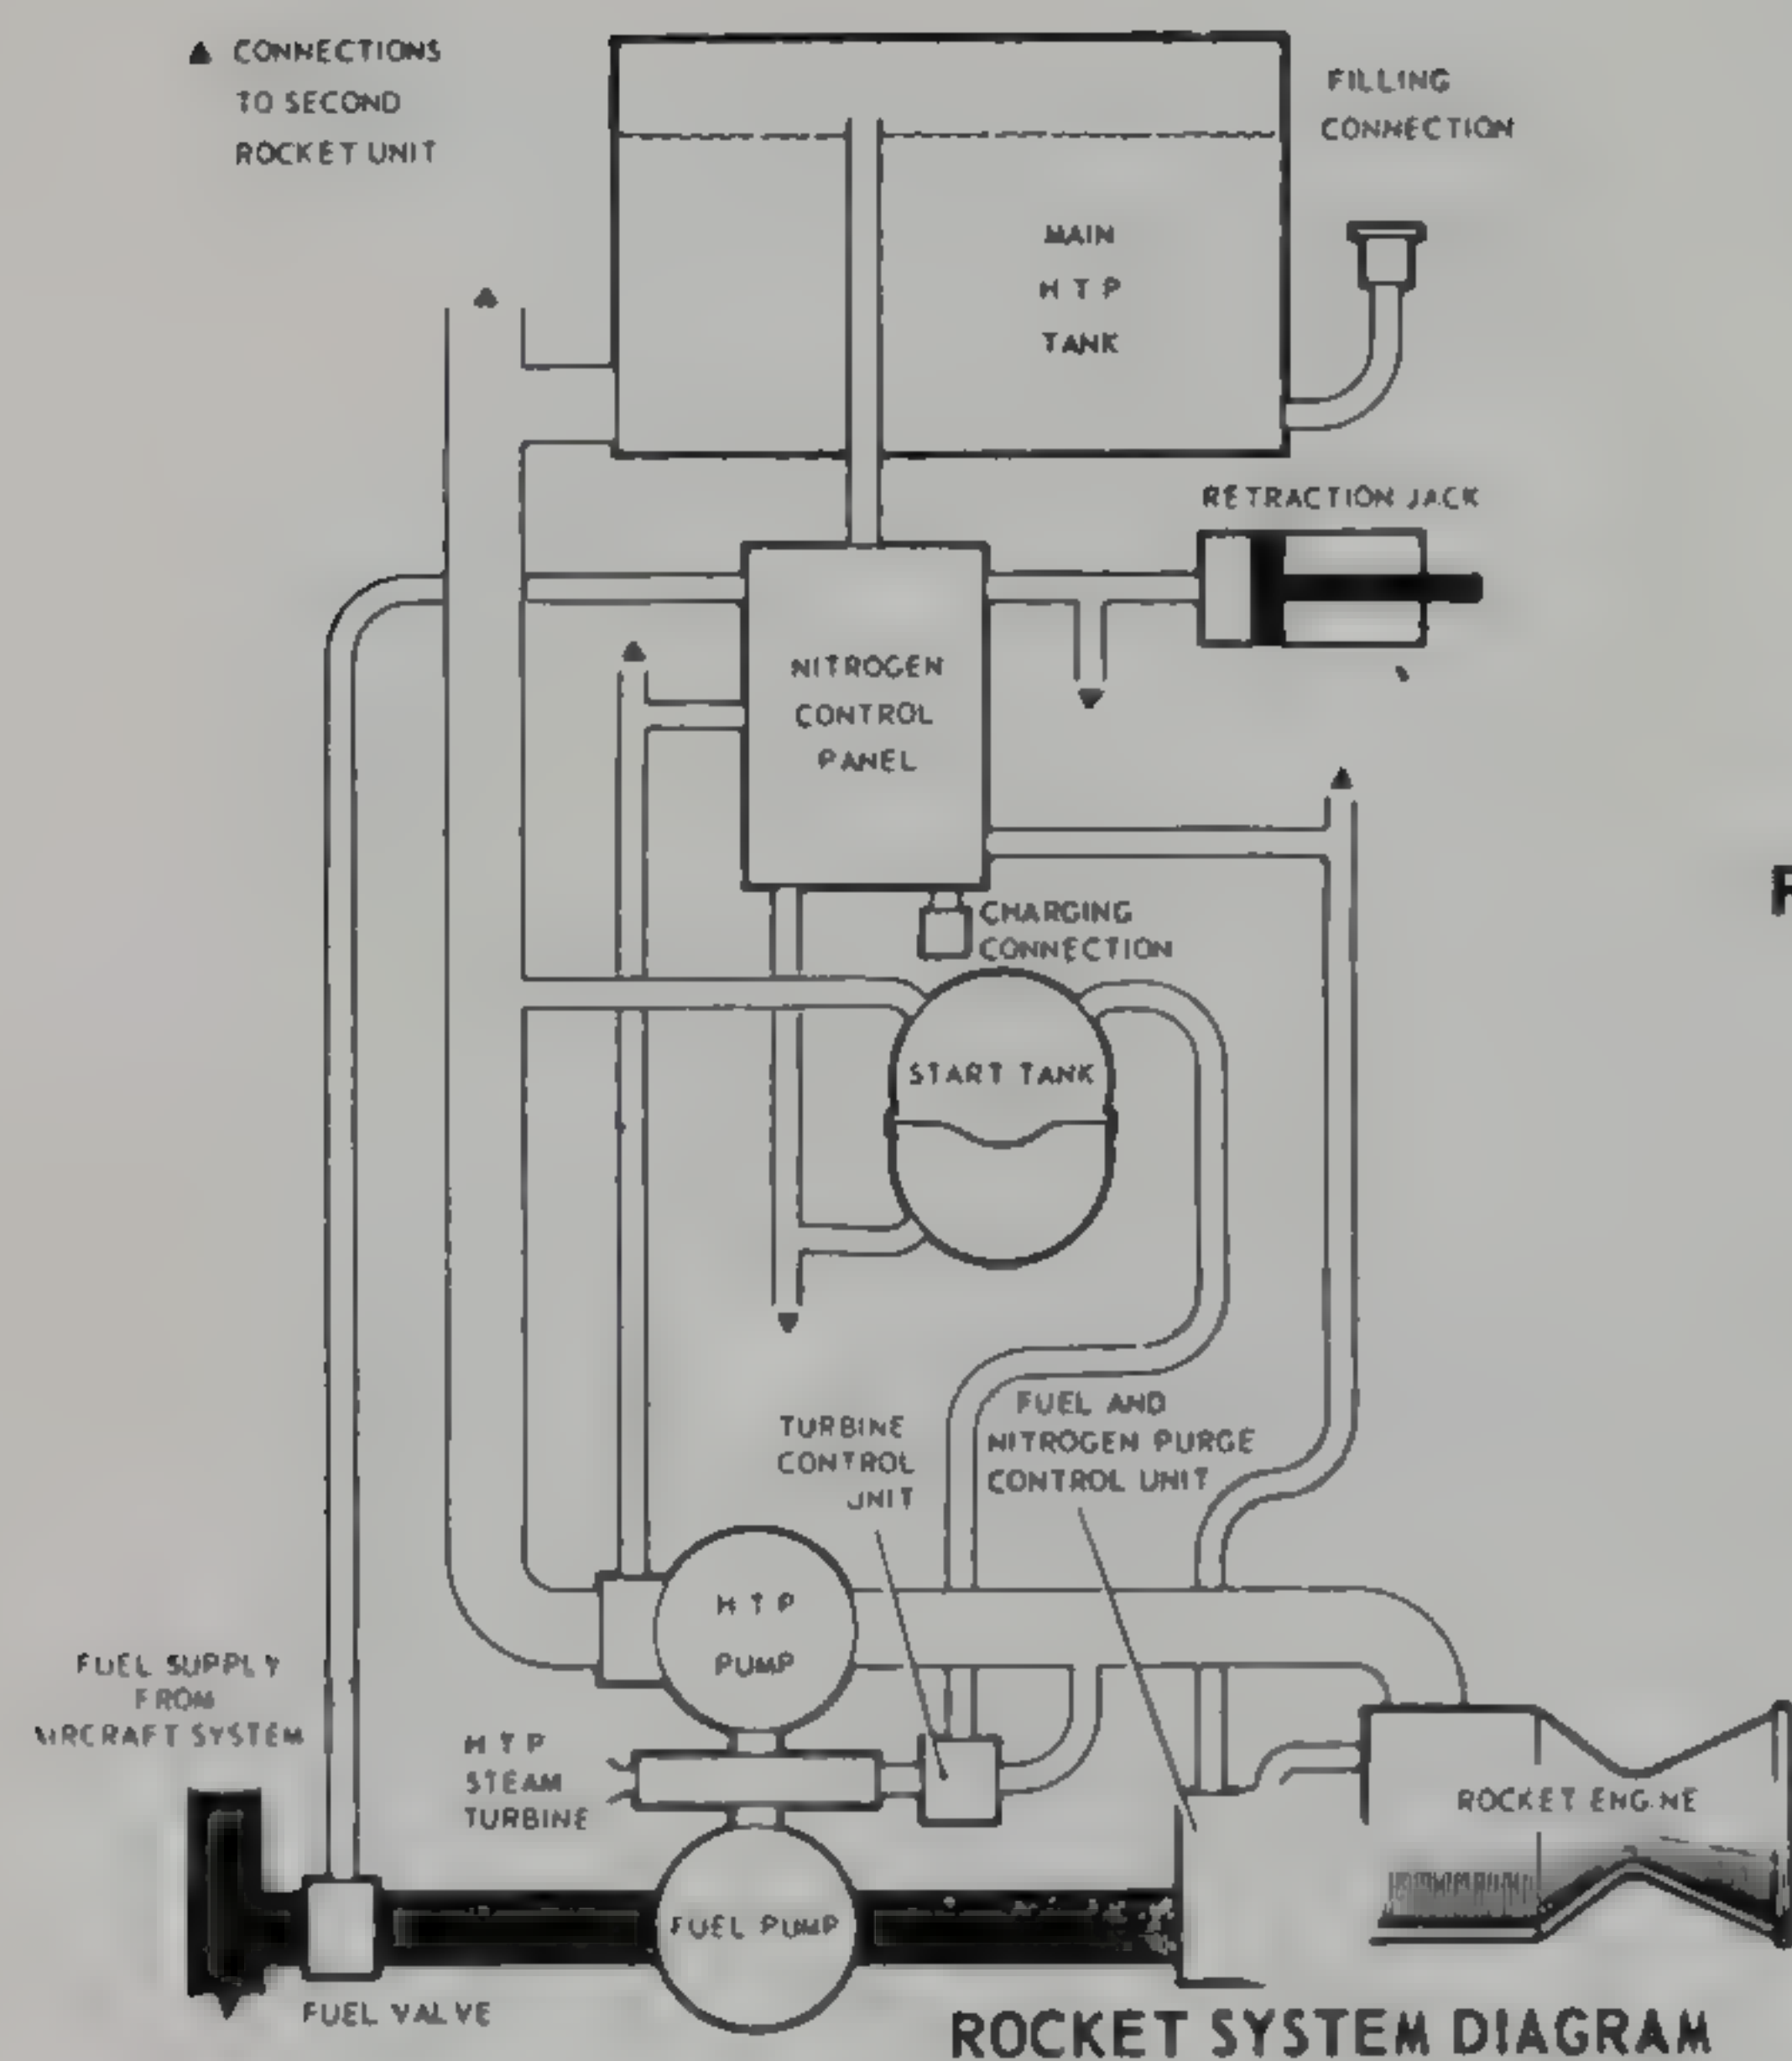 ▲ CONNECTIONS
TO SECOND
ROCKET UNIT
FILLING
CONNECTION
MAIN
H T P
TANK
RETRACTION JACK
NITROGEN
CONTROL
PANEL
CHARGING
CONNECTION
START TANK
TURBINE
CONTROL
UNIT
FUEL AND
NITROGEN PURGE
CONTROL UNIT
H T P
PUMP
FUEL SUPPLY
FROM
AIRCRAFT SYSTEM
H T P
STEAM
TURBINE
ROCKET ENGINE
FUEL PUMP
FUEL VALVE
ROCKET SYSTEM DIAGRAM